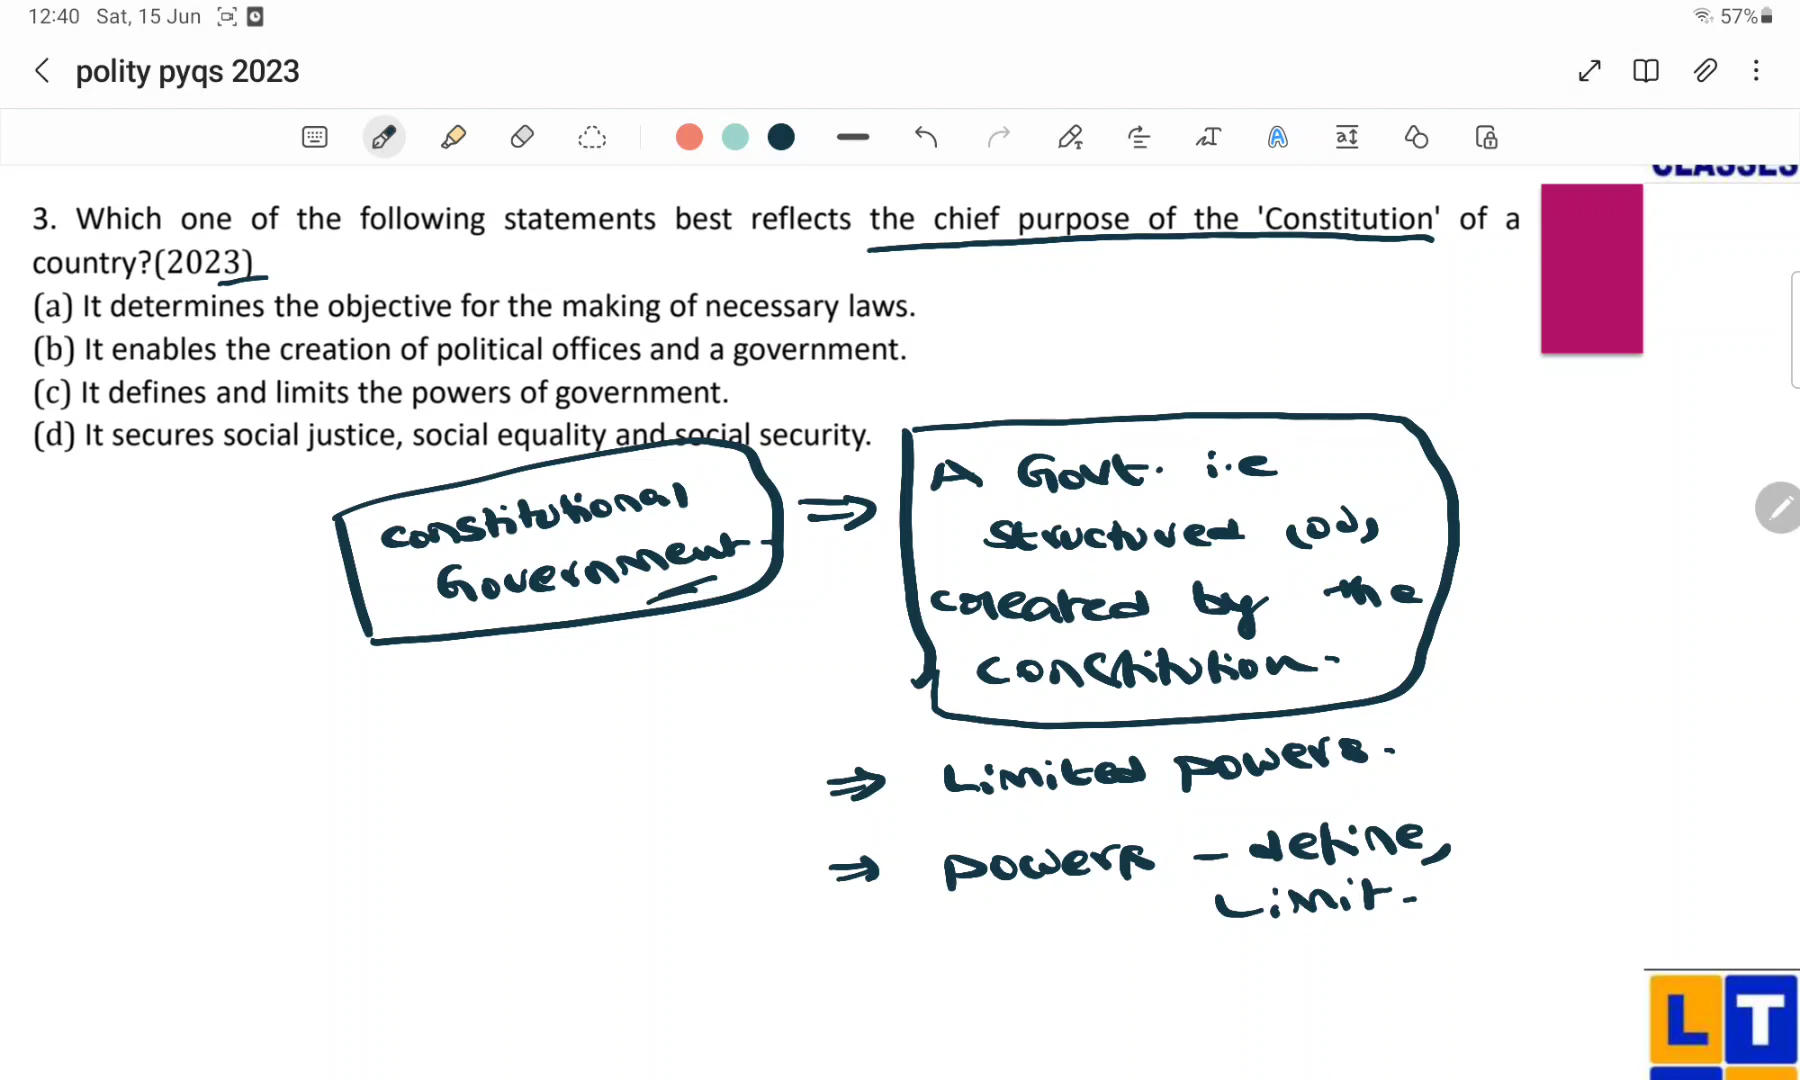 12:40 Sat, 15 Jun
57%
polity pyqs 2023
CLASSES
3. Which one of the following statements best reflects the chief purpose of the 'Constitution' of a
country?(2023)
(a) It determines the objective for the making of necessary laws.
(b) It enables the creation of political offices and a government.
(c) It defines and limits the powers of government.
(d) It secures social justice, social equality and social security.
Constitutional
Government.
⇒
A Govt. i.e
structured (or)
created by the
constitution.
⇒ Limited powers.
⇒ powers - define,
Limit.
LT